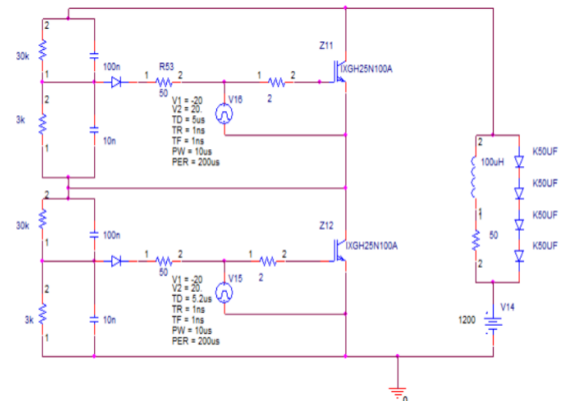 2
30k
1
100n
2
3k
1
10n
1
R53
2
50
V1 = -20
V2 = 20.
TD = 5us
TR = 1ns
TF = 1ns
PW = 10us
PER = 200us
V16
1
2
2
Z11
IXGH25N100A
2
30k
1
100n
2
3k
1
10n
1
2
50
V1 = -20
V2 = 20.
TD = 5.2us
TR = 1ns
TF = 1ns
PW = 10us
PER = 200us
V15
1
2
2
Z12
IXGH25N100A
2
100uH
1
1
50
2
K50UF
K50UF
K50UF
K50UF
V14
1200
0